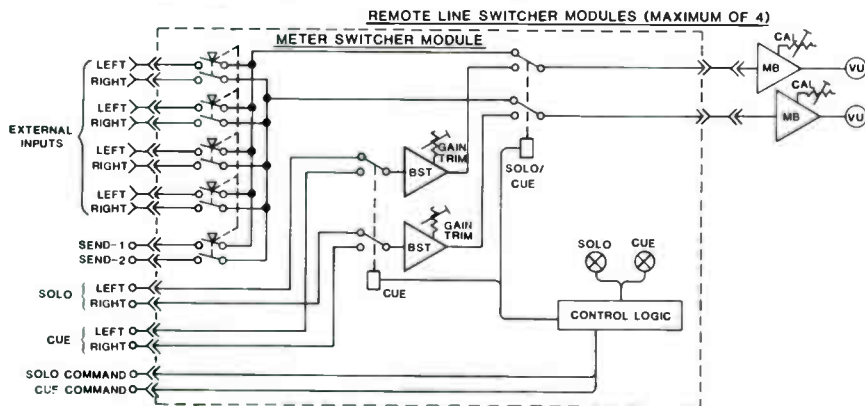 REMOTE LINE SWITCHER MODULES (MAXIMUM OF 4)
METER SWITCHER MODULE
EXTERNAL INPUTS
LEFT
RIGHT
LEFT
RIGHT
LEFT
RIGHT
LEFT
RIGHT
SEND-1
SEND-2
SOLO
LEFT
RIGHT
CUE
LEFT
RIGHT
SOLO COMMAND
CUE COMMAND
BST
GAIN TRIM
BST
GAIN TRIM
CUE
SOLO/CUE
SOLO
CUE
CONTROL LOGIC
CAL
MB
VU
CAL
MB
VU